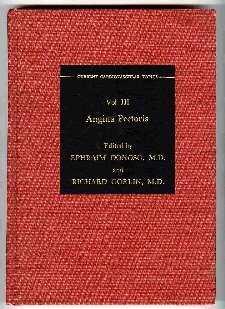 CURRENT CARDIOVASCULAR TOPICS
Vol III
Angina Pectoris
Edited by
EPHRAIM DONOSO, M.D.
and
RICHARD GORLIN, M.D.